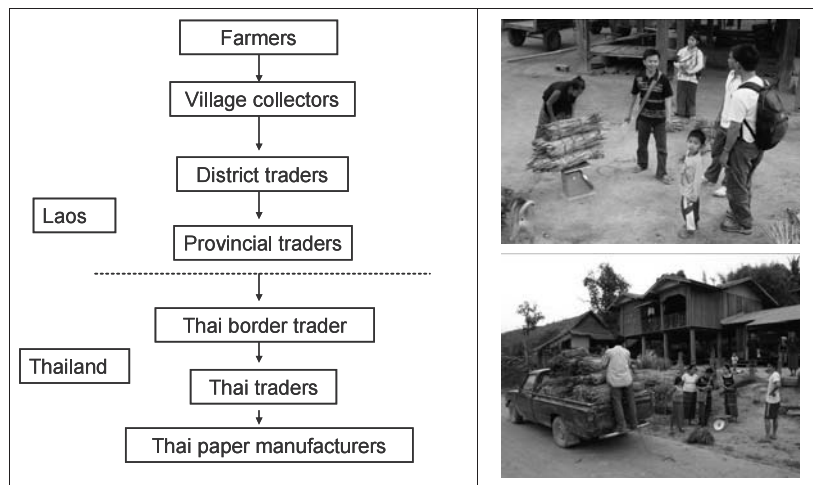 Farmers
Village collectors
District traders
Laos
Provincial traders
Thai border trader
Thailand
Thai traders
Thai paper manufacturers